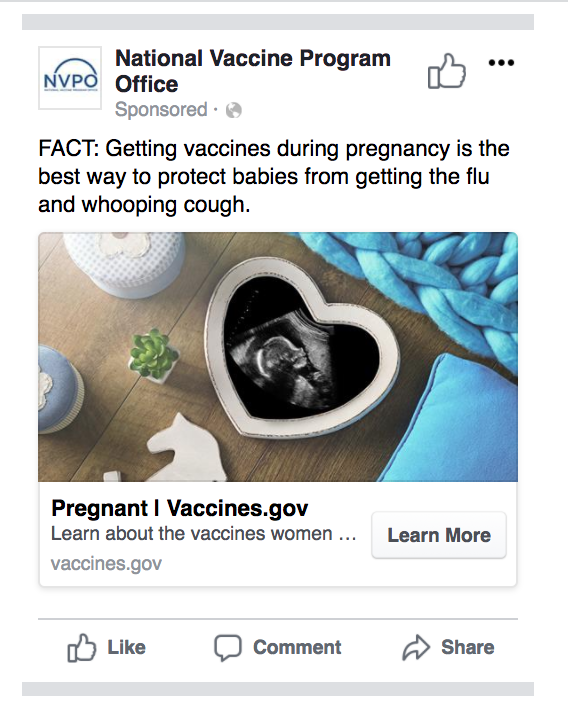 NVPO
National Vaccine Program
Office
Sponsored ·
FACT: Getting vaccines during pregnancy is the
best way to protect babies from getting the flu
and whooping cough.
Pregnant I Vaccines.gov
Learn about the vaccines women ...
vaccines.gov
Learn More
Like
Comment
Share